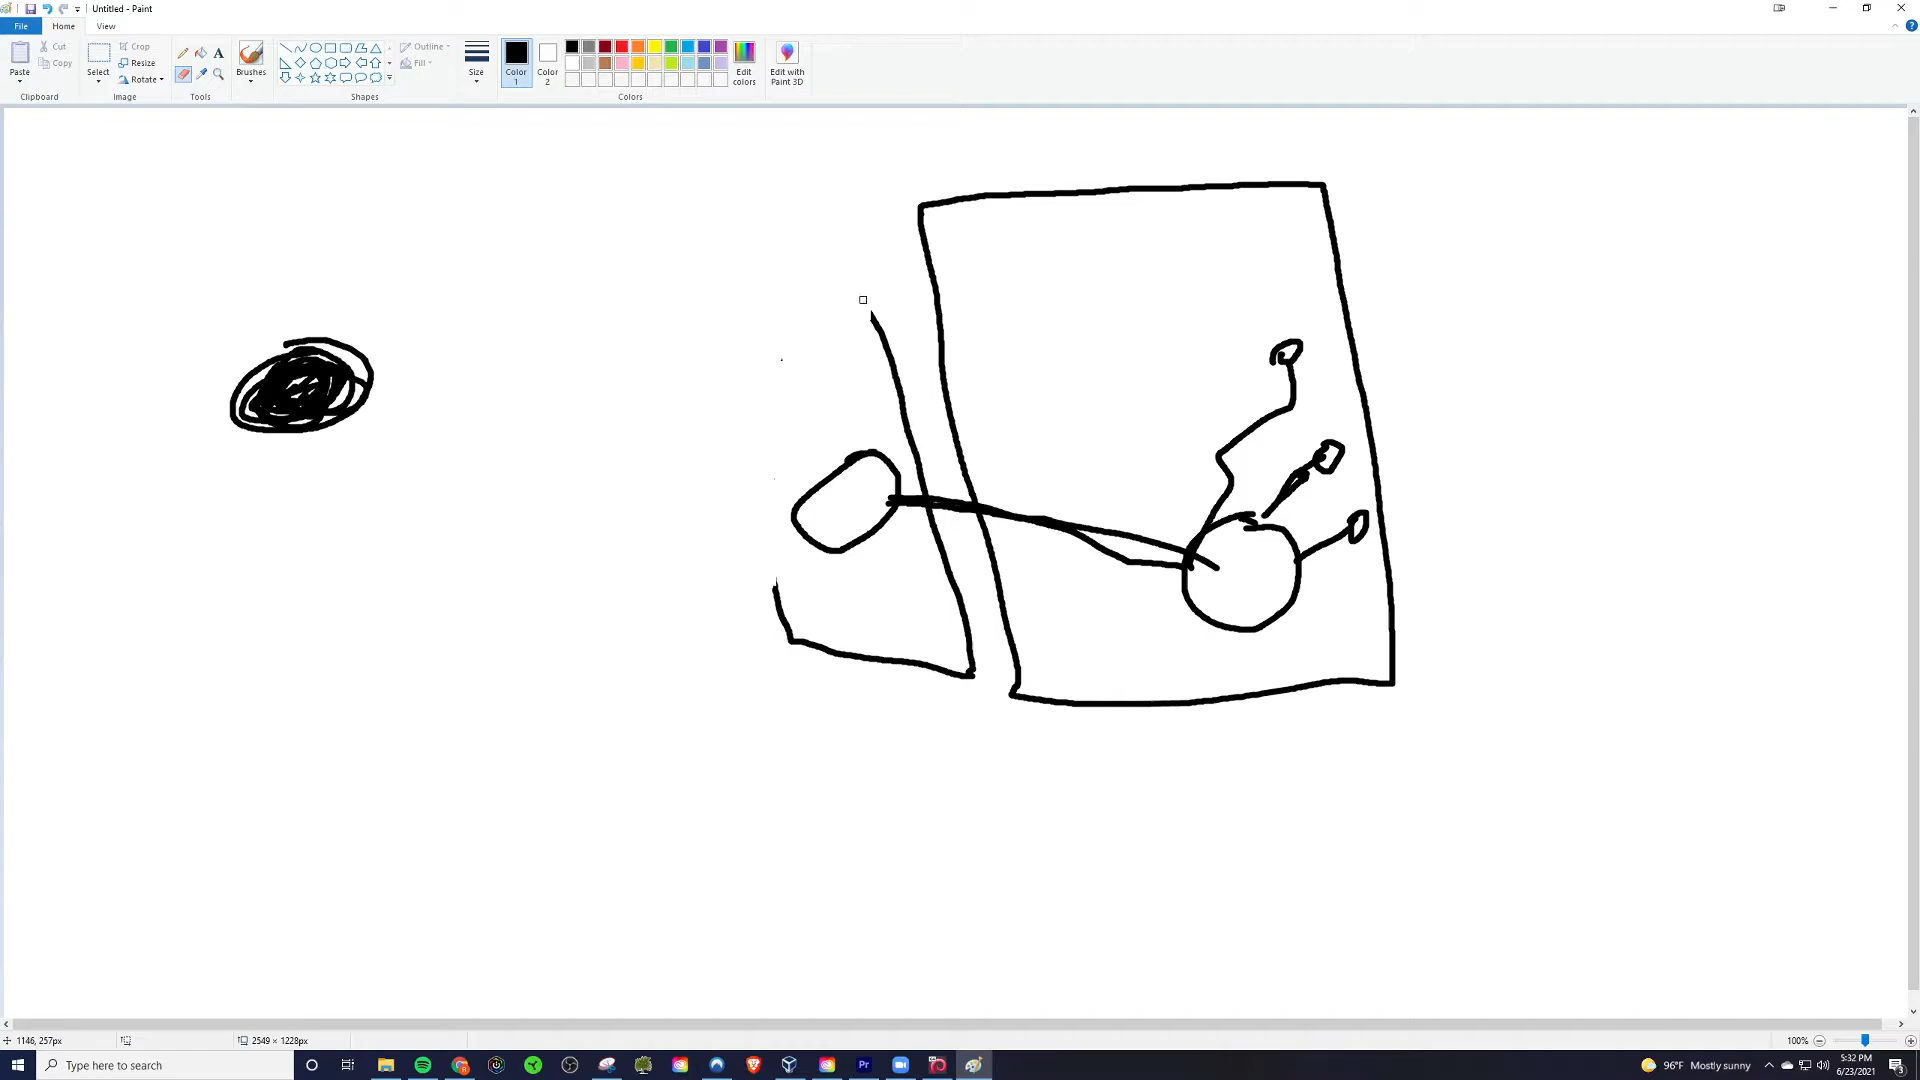 Untitled - Paint
File Home View
Paste
Cut
Copy
Clipboard
Select
Crop
Resize
Rotate
Image
A
Tools
Brushes
Outline
Fill
Shapes
Size
Color 1
Color 2
Edit colors
Colors
Edit with Paint 3D
1146, 257px
2549 × 1228px
100%
Type here to search
Pr
96°F Mostly sunny
5:32 PM
6/23/2021
3